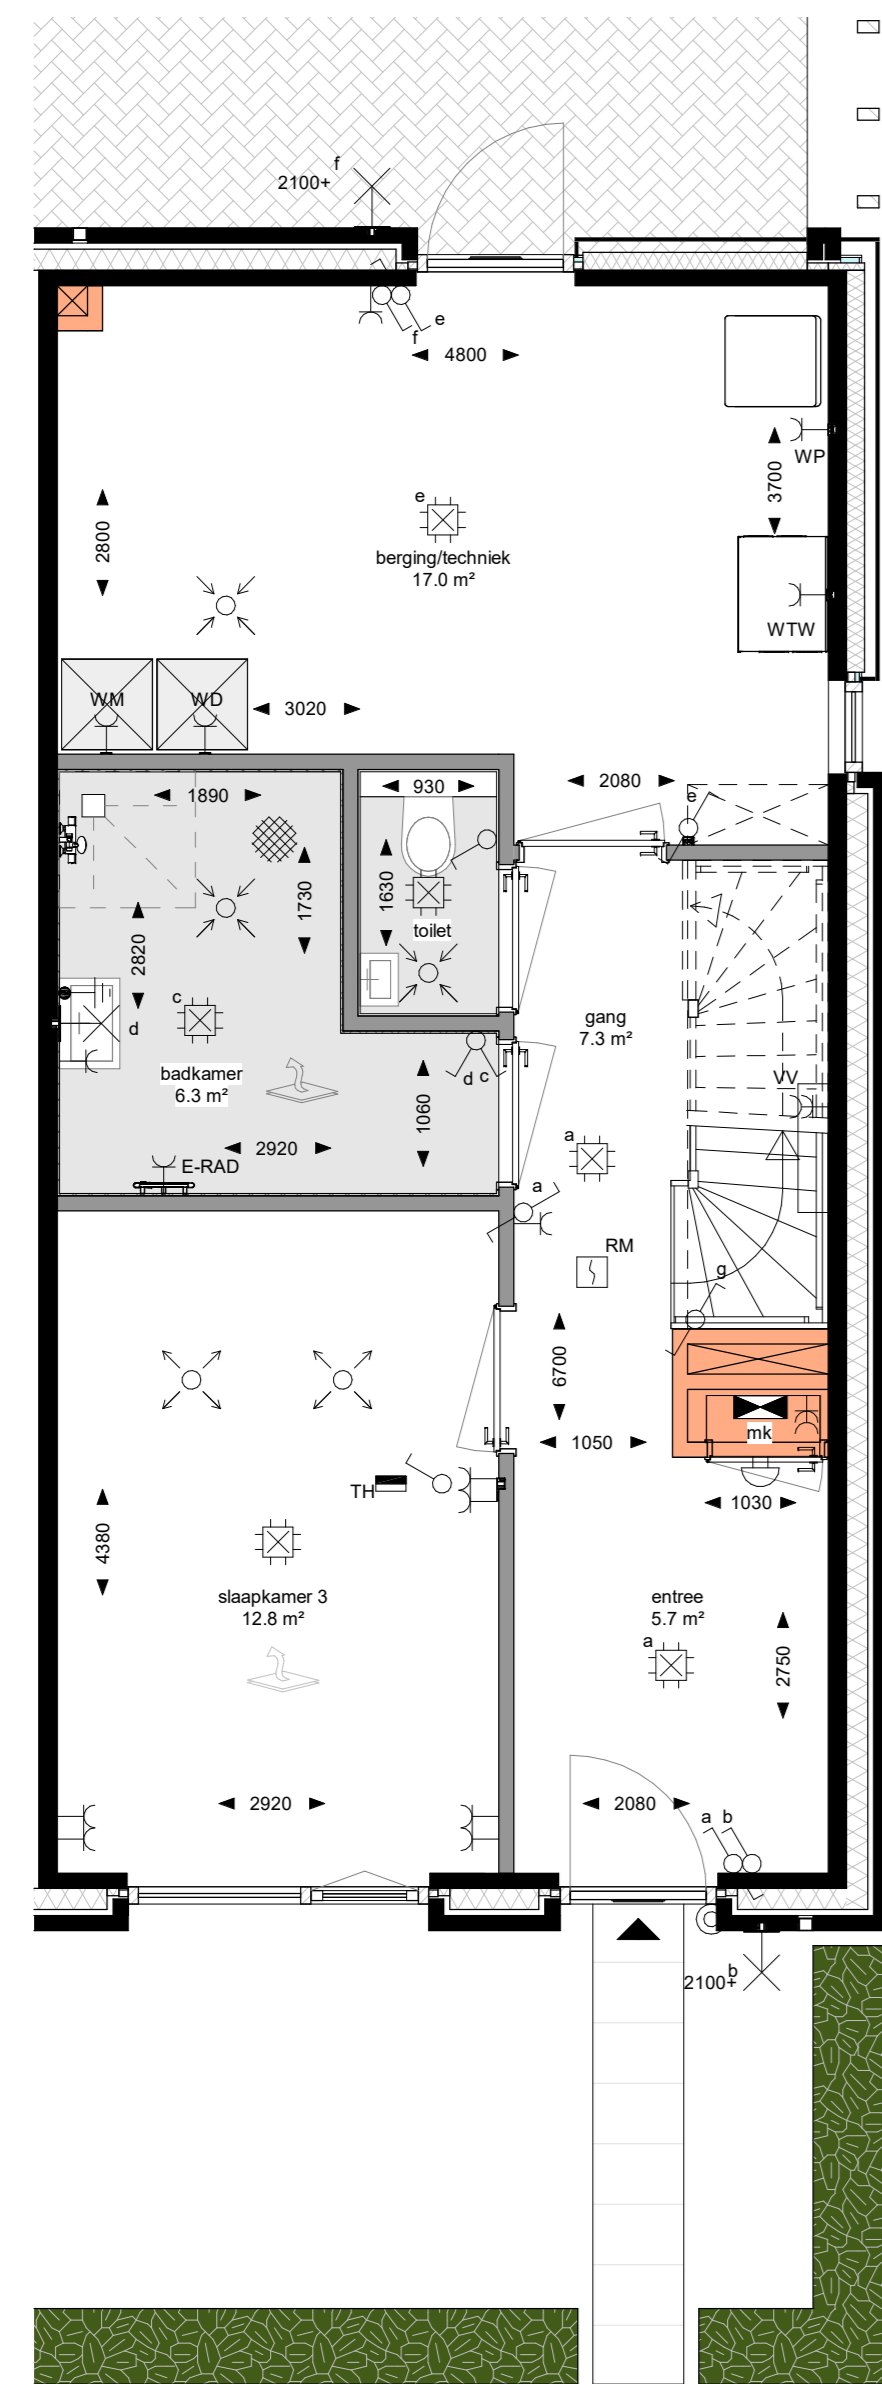 f
2100+
e
f
4800
WP
3700
e
2800
berging/techniek
17.0 m²
WTW
WM
WD
3020
2080
e
1890
930
1730
1630
toilet
2820
c
d
gang
7.3 m²
badkamer
6.3 m²
d c
VV
1060
a
2920
E-RAD
a
RM
g
6700
mk
1050
TH
1030
4380
slaapkamer 3
12.8 m²
entree
5.7 m²
a
2750
2920
2080
a b
b
2100+